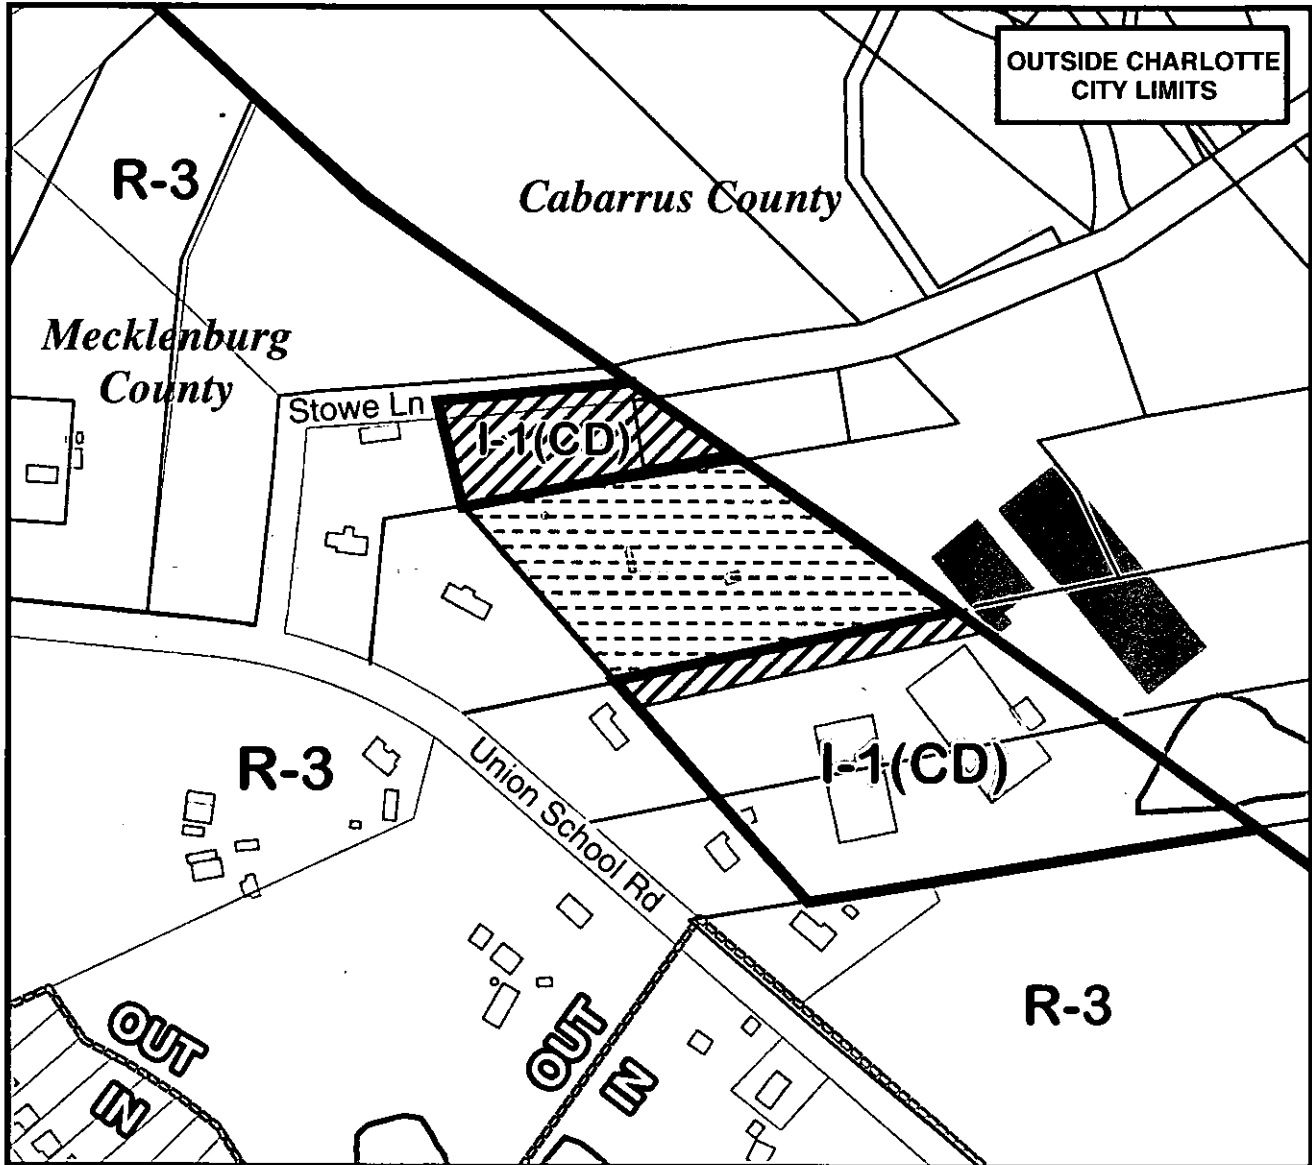 OUTSIDE CHARLOTTE
CITY LIMITS
R-3
Cabarrus County
Mecklenburg
County
Stowe Ln
I-1(CD)
R-3
Union School Rd
I-1(CD)
R-3
OUT
IN
OUT
IN